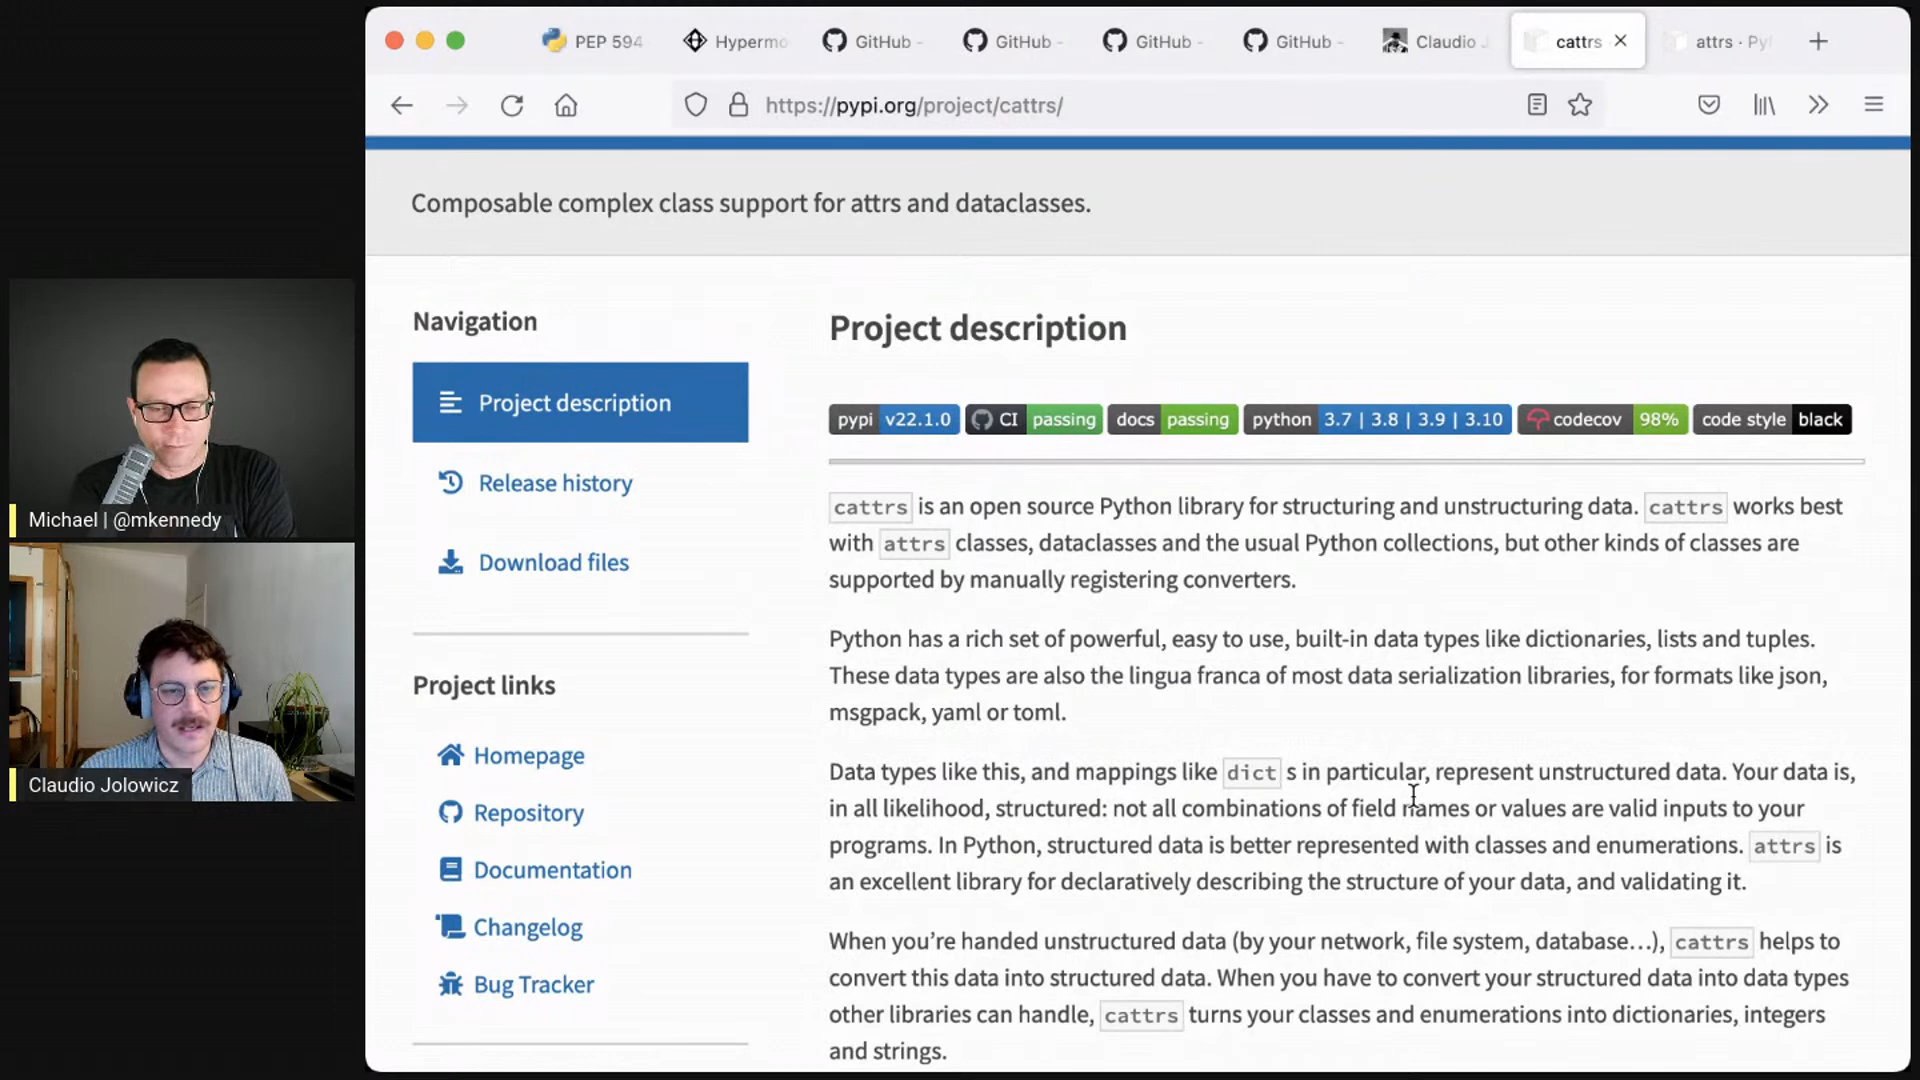 PEP 594
Hypermo
GitHub -
GitHub -
GitHub -
GitHub -
Claudio J
cattrs
attrs · Pyl
https://pypi.org/project/cattrs/
Composable complex class support for attrs and dataclasses.
Navigation
Project description
Release history
Download files
Project links
Homepage
Repository
Documentation
Changelog
Bug Tracker
Project description
pypi v22.1.0 CI passing docs passing python 3.7 | 3.8 | 3.9 | 3.10 codecov 98% code style black
cattrs is an open source Python library for structuring and unstructuring data. cattrs works best
with attrs classes, dataclasses and the usual Python collections, but other kinds of classes are
supported by manually registering converters.
Python has a rich set of powerful, easy to use, built-in data types like dictionaries, lists and tuples.
These data types are also the lingua franca of most data serialization libraries, for formats like json,
msgpack, yaml or toml.
Data types like this, and mappings like dict s in particular, represent unstructured data. Your data is,
in all likelihood, structured: not all combinations of field names or values are valid inputs to your
programs. In Python, structured data is better represented with classes and enumerations. attrs is
an excellent library for declaratively describing the structure of your data, and validating it.
When you’re handed unstructured data (by your network, file system, database…), cattrs helps to
convert this data into structured data. When you have to convert your structured data into data types
other libraries can handle, cattrs turns your classes and enumerations into dictionaries, integers
and strings.
Michael | @mkennedy
Claudio Jolowicz